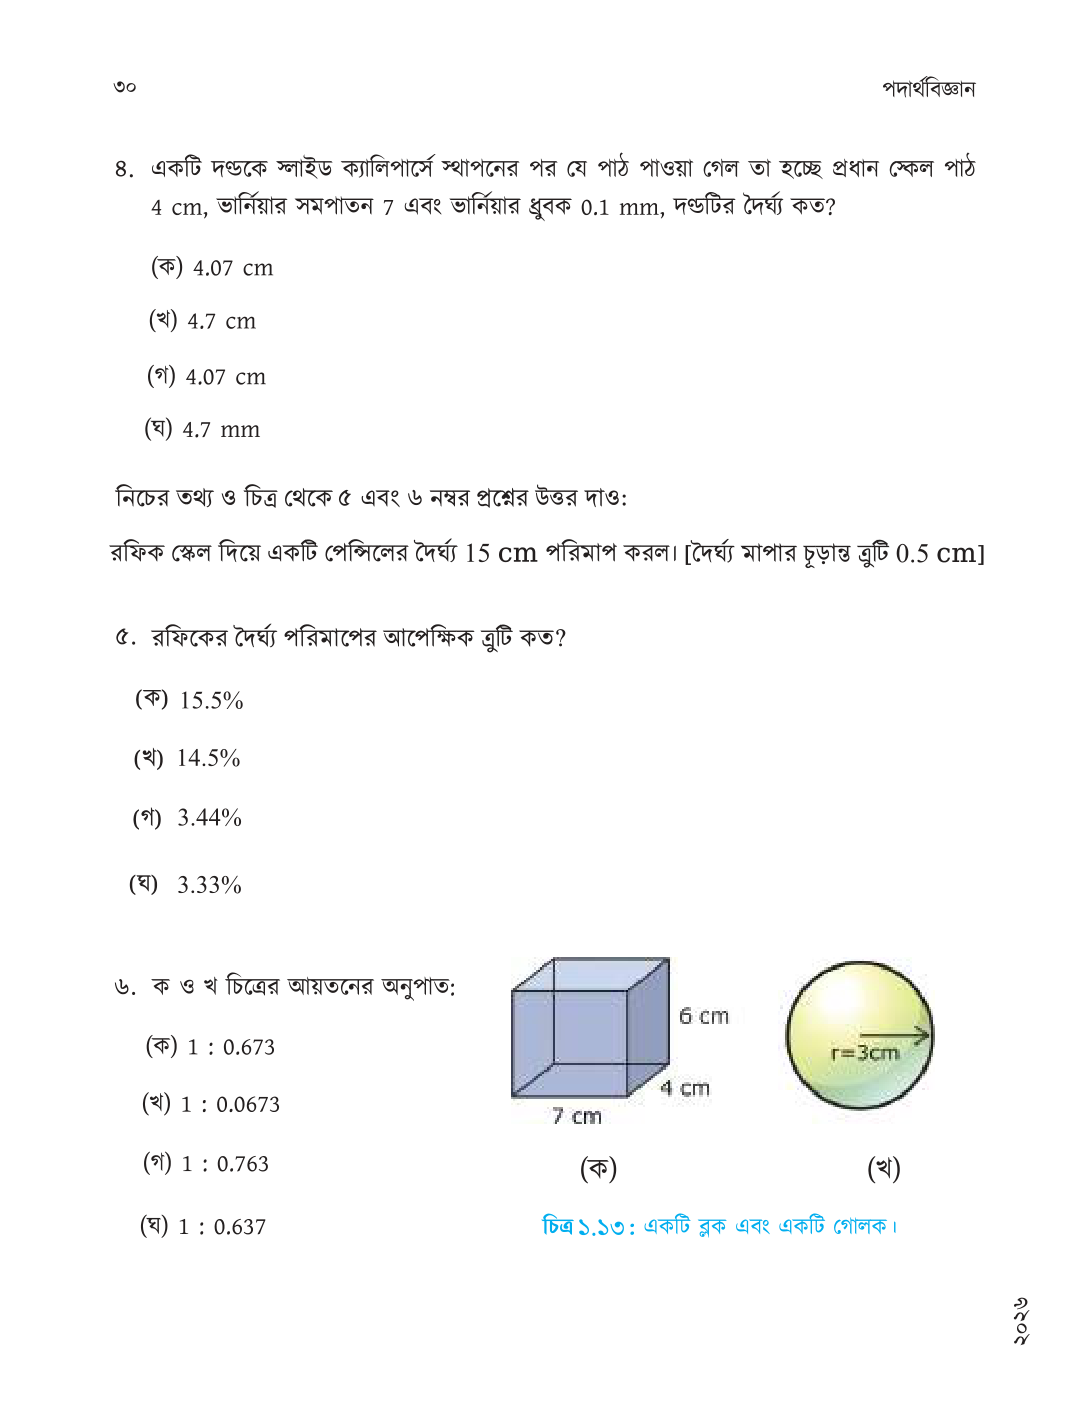 ৩০
পদার্থবিজ্ঞান
৪. একটি দণ্ডকে স্লাইড ক্যালিপার্সে স্থাপনের পর যে পাঠ পাওয়া গেল তা হচ্ছে প্রধান স্কেল পাঠ
4 cm, ভার্নিয়ার সমপাতন 7 এবং ভার্নিয়ার ধ্রুবক 0.1 mm, দণ্ডটির দৈর্ঘ্য কত?
(ক) 4.07 cm
(খ) 4.7 cm
(গ) 4.07 cm
(ঘ) 4.7 mm
নিচের তথ্য ও চিত্র থেকে ৫ এবং ৬ নম্বর প্রশ্নের উত্তর দাও:
রফিক স্কেল দিয়ে একটি পেন্সিলের দৈর্ঘ্য 15 cm পরিমাপ করল। [দৈর্ঘ্য মাপার চূড়ান্ত ত্রুটি 0.5 cm]
৫. রফিকের দৈর্ঘ্য পরিমাপের আপেক্ষিক ত্রুটি কত?
(ক) 15.5%
(খ) 14.5%
(গ) 3.44%
(ঘ) 3.33%
৬. ক ও খ চিত্রের আয়তনের অনুপাত:
(ক) 1 : 0.673
(খ) 1 : 0.0673
(গ) 1 : 0.763
(ঘ) 1 : 0.637
6 cm
4 cm
7 cm
r=3cm
(ক)
(খ)
চিত্র ১.১৩ : একটি ব্লক এবং একটি গোলক।
২০২৬